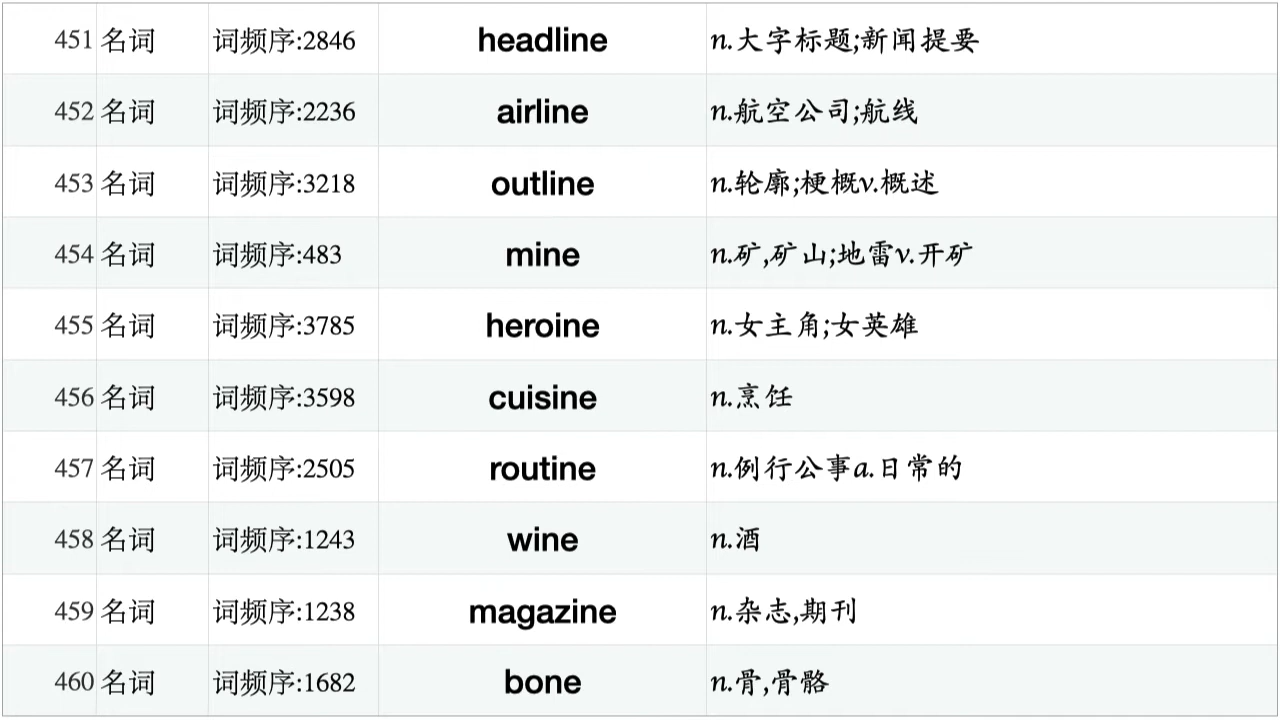 451 名词 词频序:2846 headline n.大字标题;新闻提要
452 名词 词频序:2236 airline n.航空公司;航线
453 名词 词频序:3218 outline n.轮廓;梗概v.概述
454 名词 词频序:483 mine n.矿,矿山;地雷v.开矿
455 名词 词频序:3785 heroine n.女主角;女英雄
456 名词 词频序:3598 cuisine n.烹饪
457 名词 词频序:2505 routine n.例行公事a.日常的
458 名词 词频序:1243 wine n.酒
459 名词 词频序:1238 magazine n.杂志,期刊
460 名词 词频序:1682 bone n.骨,骨骼